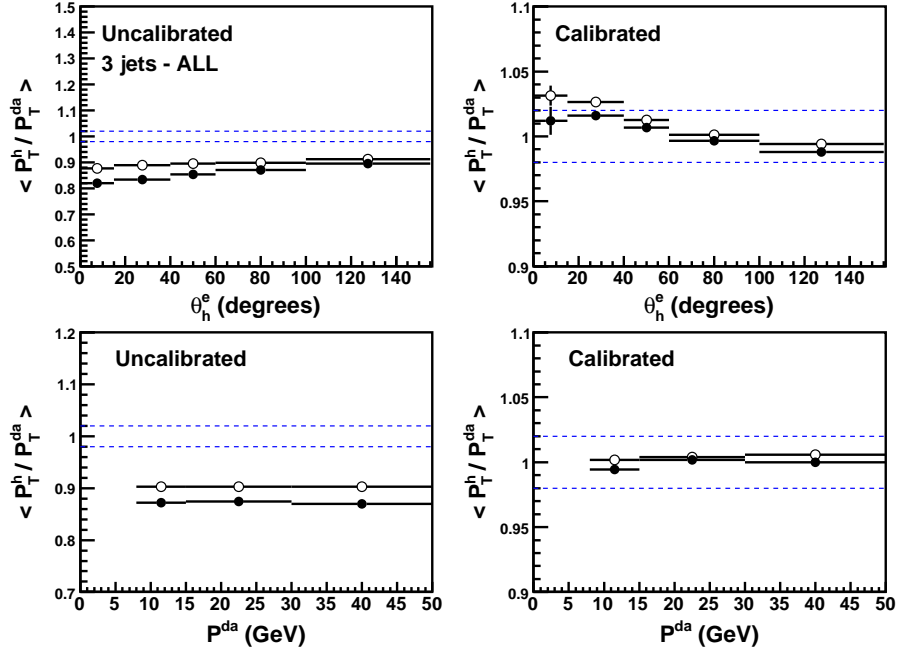 Uncalibrated
3 jets - ALL
< P_T^h / P_T^da >
1.5
1.4
1.3
1.2
1.1
1
0.9
0.8
0.7
0.6
0.5
0 20 40 60 80 100 120 140
θ_h^e (degrees)
Calibrated
< P_T^h / P_T^da >
1.1
1.05
1
0.95
0.9
0 20 40 60 80 100 120 140
θ_h^e (degrees)
Uncalibrated
< P_T^h / P_T^da >
1.2
1.1
1
0.9
0.8
0.7
0 5 10 15 20 25 30 35 40 45 50
P^da (GeV)
Calibrated
< P_T^h / P_T^da >
1.1
1.05
1
0.95
0.9
0 5 10 15 20 25 30 35 40 45 50
P^da (GeV)